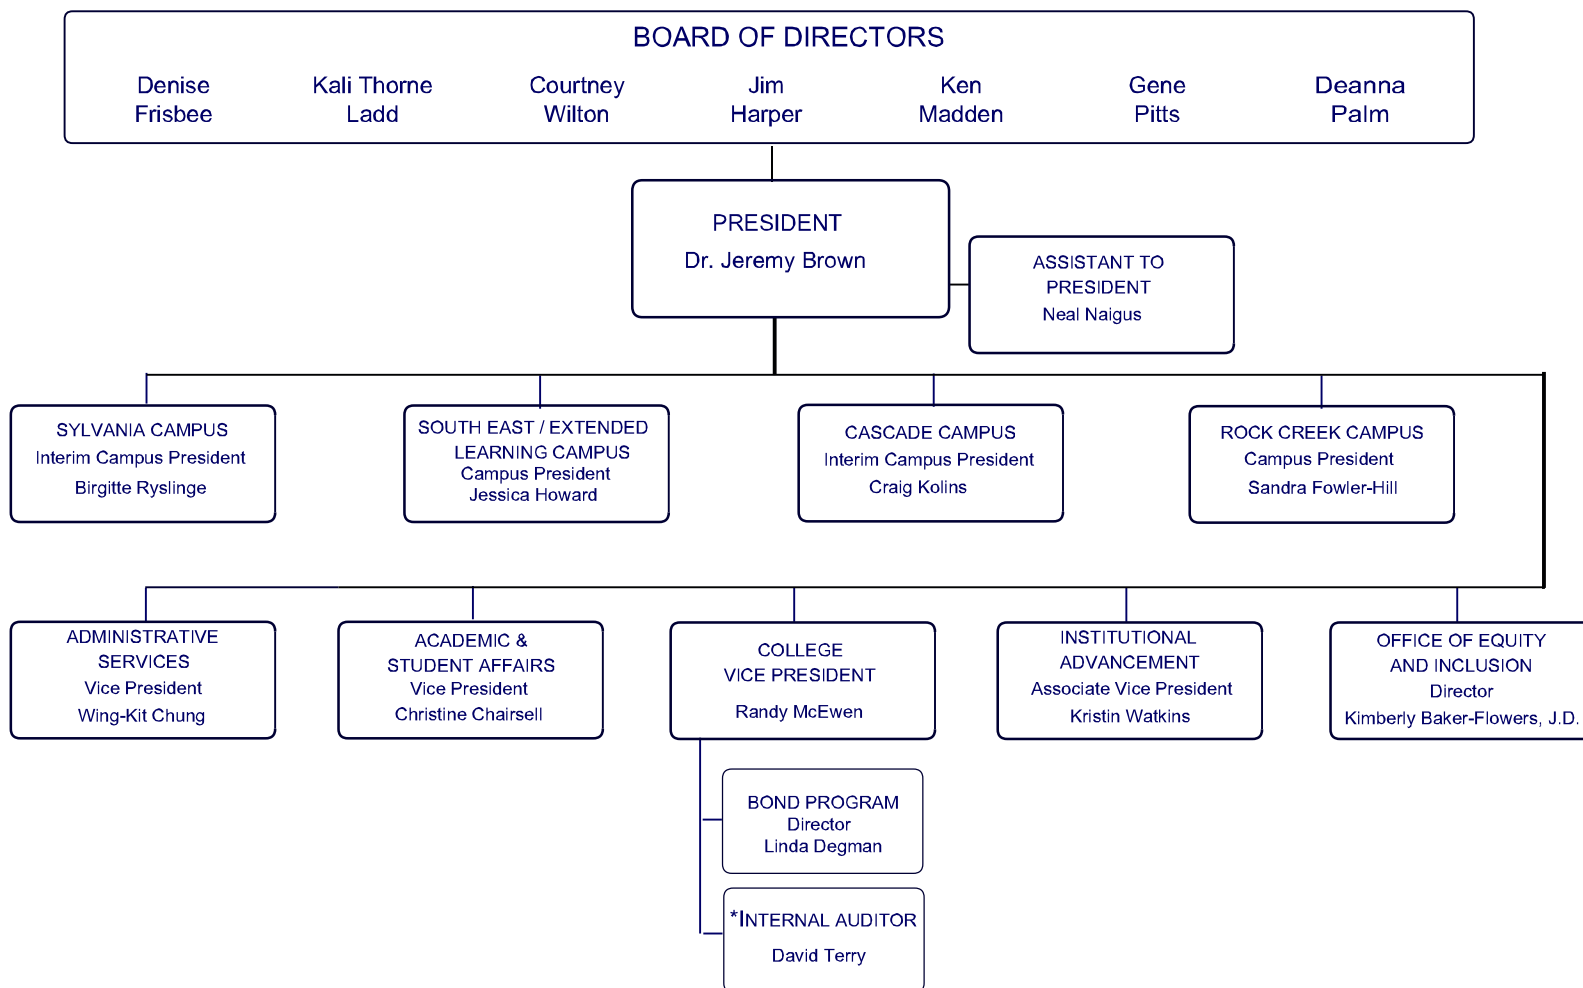 BOARD OF DIRECTORS
Denise
Frisbee
Kali Thorne
Ladd
Courtney
Wilton
Jim
Harper
Ken
Madden
Gene
Pitts
Deanna
Palm
PRESIDENT
Dr. Jeremy Brown
ASSISTANT TO
PRESIDENT
Neal Naigus
SYLVANIA CAMPUS
Interim Campus President
Birgitte Ryslinge
SOUTH EAST / EXTENDED
LEARNING CAMPUS
Campus President
Jessica Howard
CASCADE CAMPUS
Interim Campus President
Craig Kolins
ROCK CREEK CAMPUS
Campus President
Sandra Fowler-Hill
ADMINISTRATIVE
SERVICES
Vice President
Wing-Kit Chung
ACADEMIC &
STUDENT AFFAIRS
Vice President
Christine Chairsell
COLLEGE
VICE PRESIDENT
Randy McEwen
INSTITUTIONAL
ADVANCEMENT
Associate Vice President
Kristin Watkins
OFFICE OF EQUITY
AND INCLUSION
Director
Kimberly Baker-Flowers, J.D.
BOND PROGRAM
Director
Linda Degman
*INTERNAL AUDITOR
David Terry